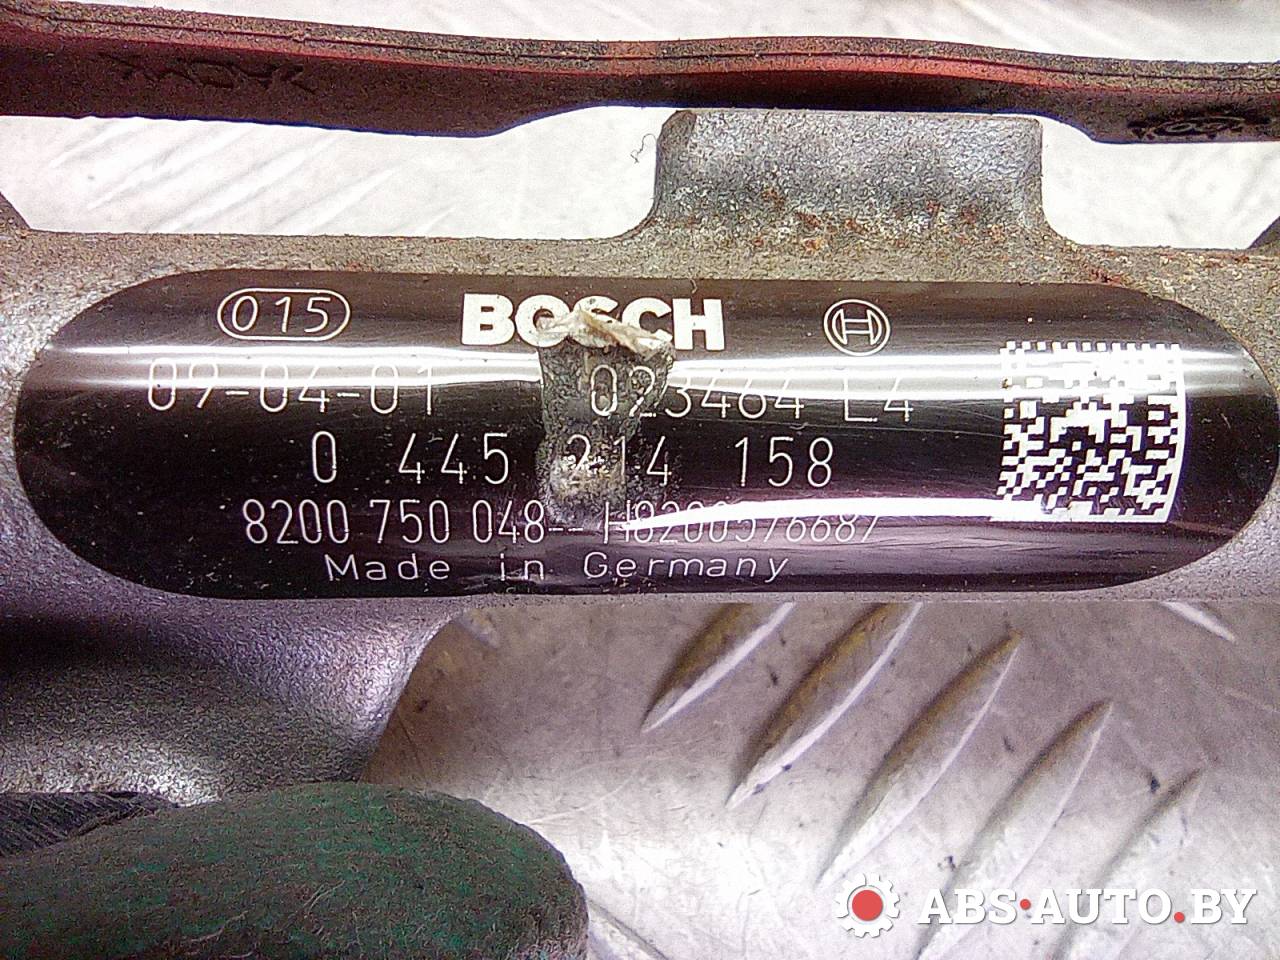 015 BOSCH H
09-04-01 023464 L4
0 445 214 158
8200 750 048-- H8200576687
Made in Germany
ABS·AUTO.BY